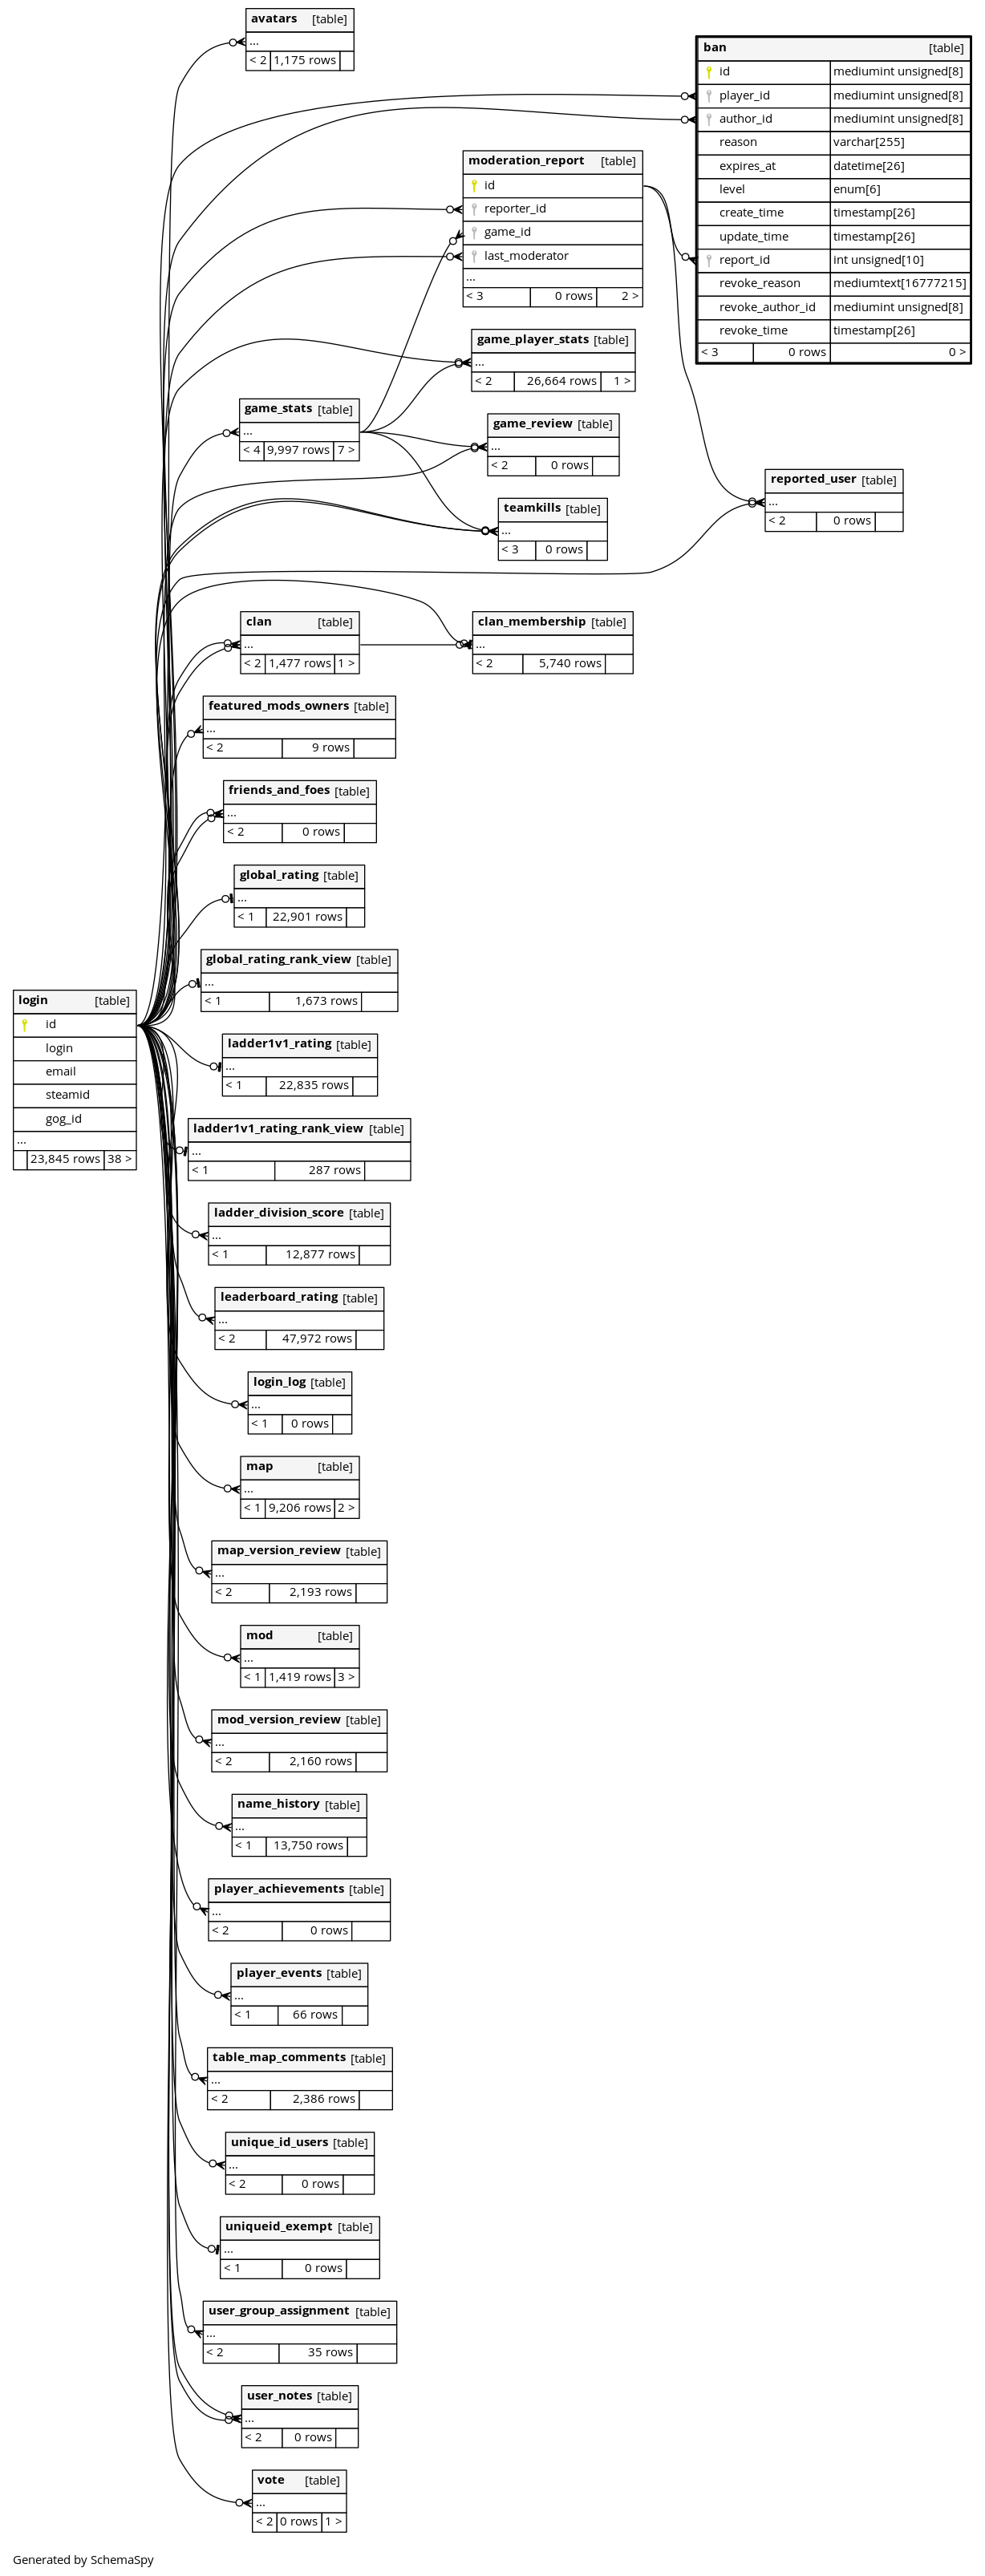 avatars [table]
...
< 2 1,175 rows
ban [table]
id mediumint unsigned[8]
player_id mediumint unsigned[8]
author_id mediumint unsigned[8]
reason varchar[255]
expires_at datetime[26]
level enum[6]
create_time timestamp[26]
update_time timestamp[26]
report_id int unsigned[10]
revoke_reason mediumtext[16777215]
revoke_author_id mediumint unsigned[8]
revoke_time timestamp[26]
< 3 0 rows 0 >
moderation_report [table]
id
reporter_id
game_id
last_moderator
...
< 3 0 rows 2 >
game_player_stats [table]
...
< 2 26,664 rows 1 >
game_stats [table]
...
< 4 9,997 rows 7 >
game_review [table]
...
< 2 0 rows
reported_user [table]
...
< 2 0 rows
teamkills [table]
...
< 3 0 rows
clan [table]
...
< 2 1,477 rows 1 >
clan_membership [table]
...
< 2 5,740 rows
featured_mods_owners [table]
...
< 2 9 rows
friends_and_foes [table]
...
< 2 0 rows
global_rating [table]
...
< 1 22,901 rows
global_rating_rank_view [table]
...
< 1 1,673 rows
login [table]
id
login
email
steamid
gog_id
...
23,845 rows 38 >
ladder1v1_rating [table]
...
< 1 22,835 rows
ladder1v1_rating_rank_view [table]
...
< 1 287 rows
ladder_division_score [table]
...
< 1 12,877 rows
leaderboard_rating [table]
...
< 2 47,972 rows
login_log [table]
...
< 1 0 rows
map [table]
...
< 1 9,206 rows 2 >
map_version_review [table]
...
< 2 2,193 rows
mod [table]
...
< 1 1,419 rows 3 >
mod_version_review [table]
...
< 2 2,160 rows
name_history [table]
...
< 1 13,750 rows
player_achievements [table]
...
< 2 0 rows
player_events [table]
...
< 1 66 rows
table_map_comments [table]
...
< 2 2,386 rows
unique_id_users [table]
...
< 2 0 rows
uniqueid_exempt [table]
...
< 1 0 rows
user_group_assignment [table]
...
< 2 35 rows
user_notes [table]
...
< 2 0 rows
vote [table]
...
< 2 0 rows 1 >
Generated by SchemaSpy